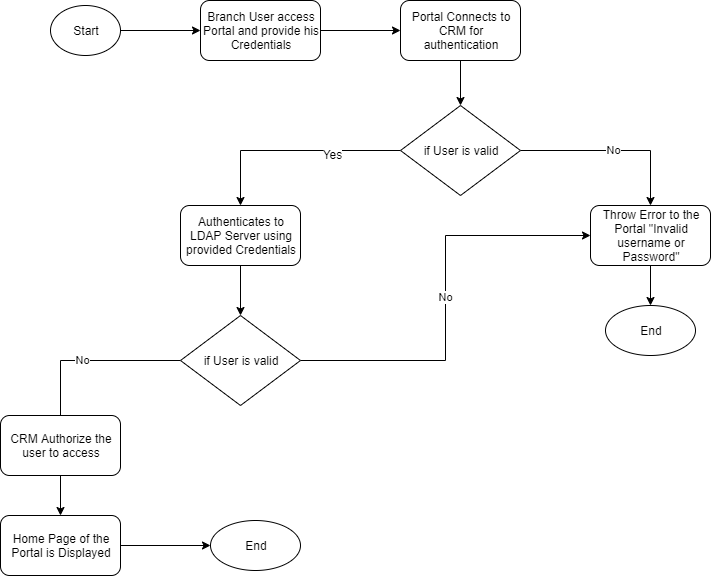 Start
Branch User access
Portal and provide his
Credentials
Portal Connects to
CRM for
authentication
if User is valid
Yes
No
Authenticates to
LDAP Server using
provided Credentials
Throw Error to the
Portal "Invalid
username or
Password"
No
End
if User is valid
No
CRM Authorize the
user to access
Home Page of the
Portal is Displayed
End